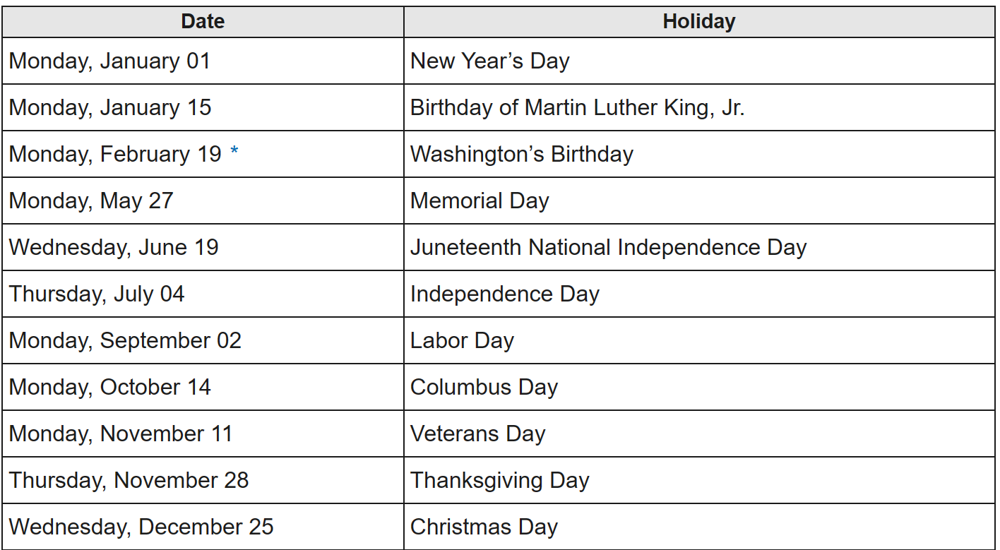 Date Holiday
Monday, January 01 New Year’s Day
Monday, January 15 Birthday of Martin Luther King, Jr.
Monday, February 19 * Washington’s Birthday
Monday, May 27 Memorial Day
Wednesday, June 19 Juneteenth National Independence Day
Thursday, July 04 Independence Day
Monday, September 02 Labor Day
Monday, October 14 Columbus Day
Monday, November 11 Veterans Day
Thursday, November 28 Thanksgiving Day
Wednesday, December 25 Christmas Day